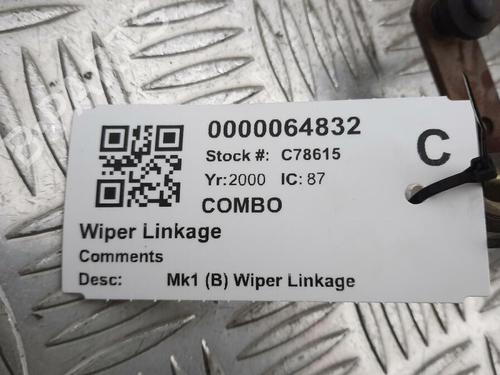 0000064832
Stock #: C78615
C
Yr:2000 IC: 87
COMBO
Wiper Linkage
Comments
Desc: Mk1 (B) Wiper Linkage